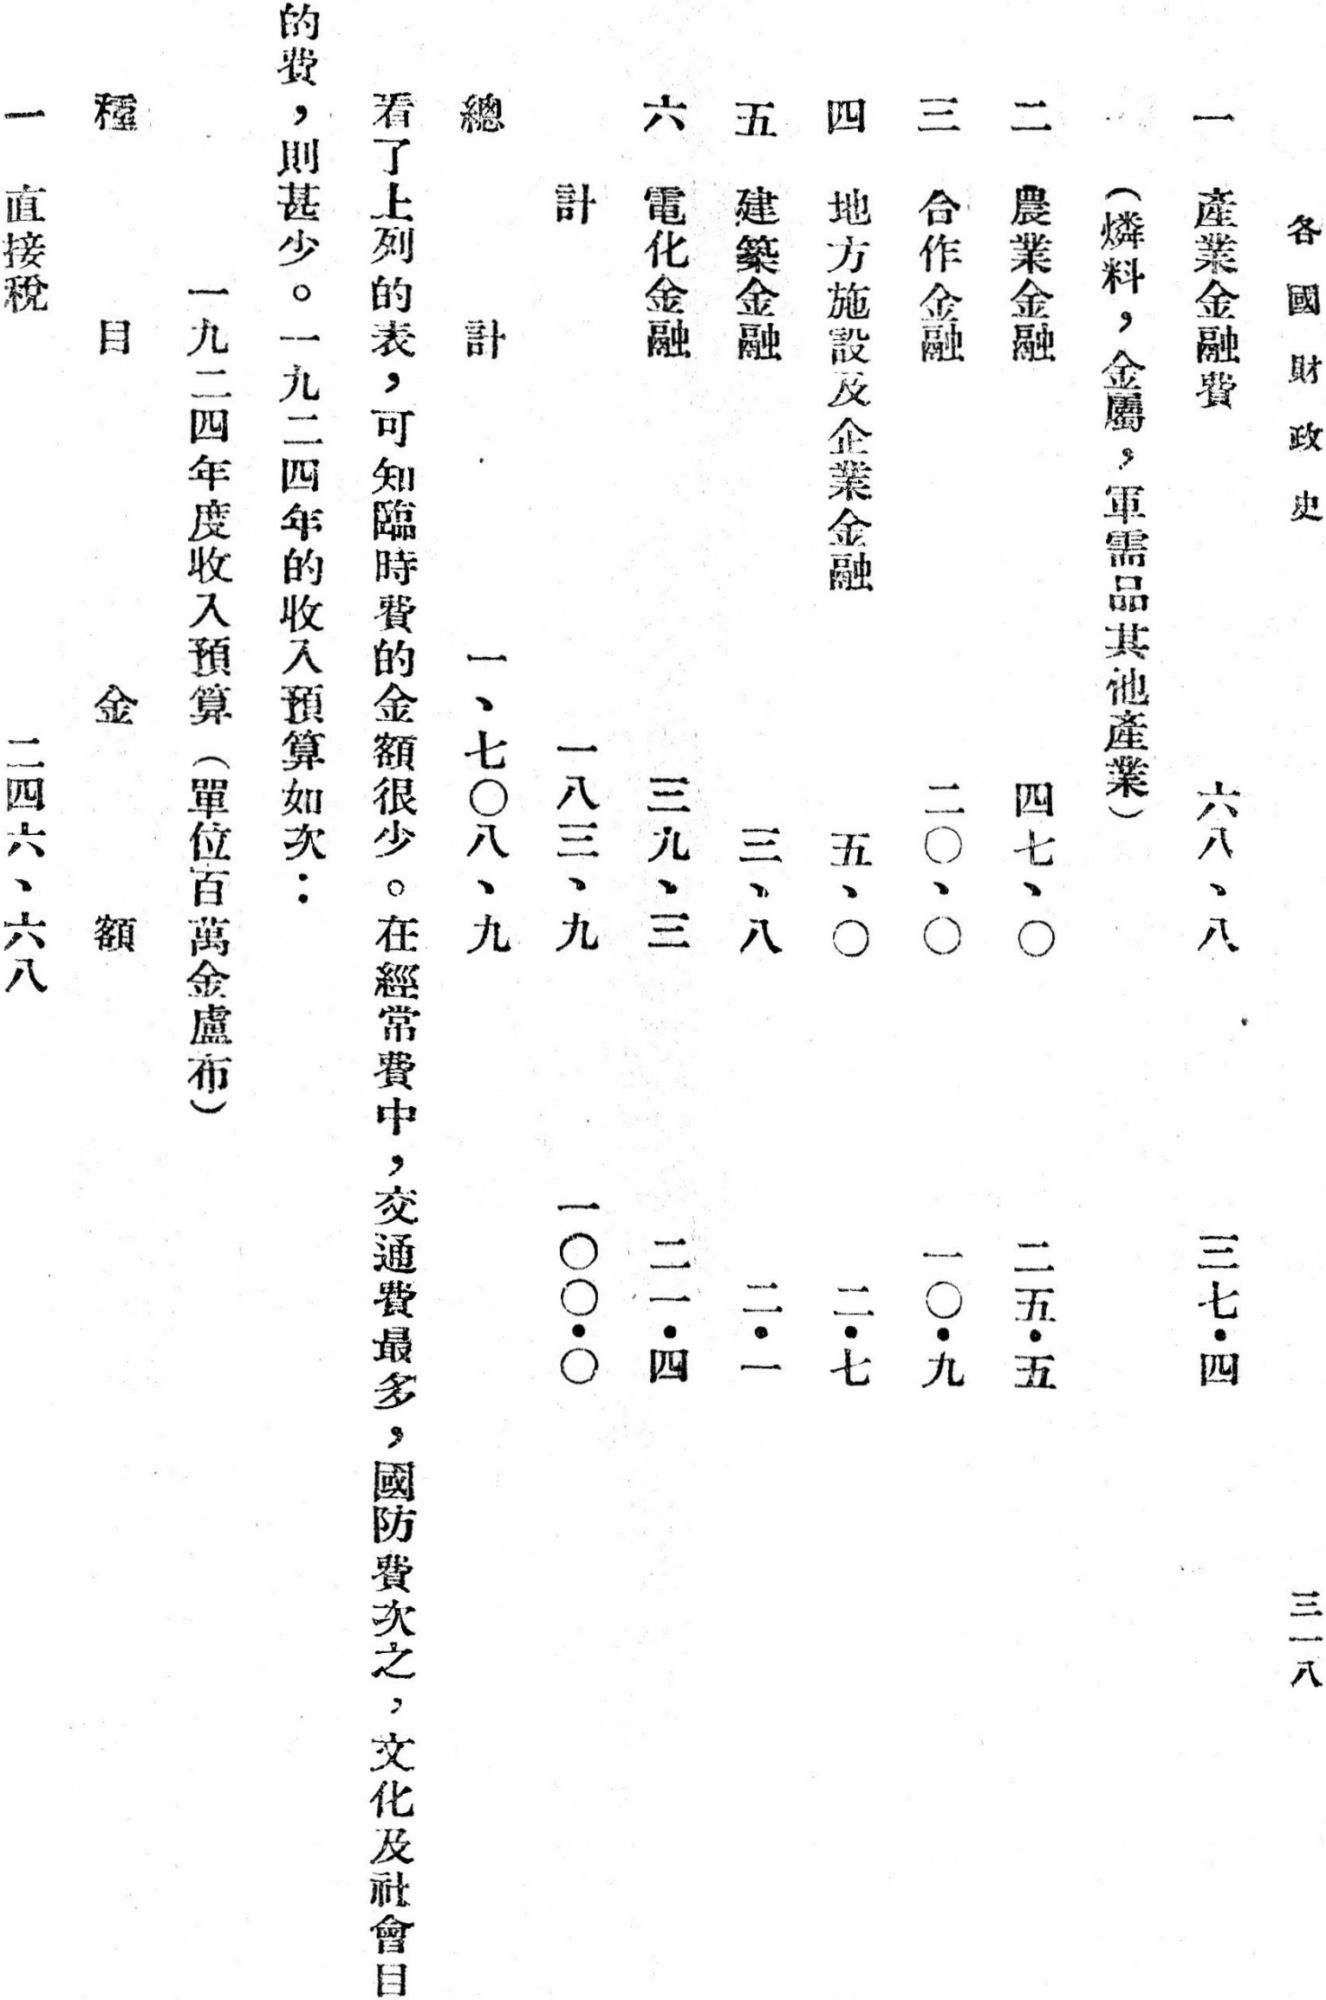 各國財政史 三一八
一 產業金融費 六八、八 三七・四
（燐料，金屬，軍需品其他產業）
二 農業金融 四七、〇 二五・五
三 合作金融 二〇、〇 一〇・九
四 地方施設及企業金融 五、〇 二・七
五 建築金融 三、八 二・一
六 電化金融 三九、三 二一・四
計 一八三、九 一〇〇・〇
總計 一、七〇八、九
看了上列的表，可知臨時費的金額很少。在經常費中，交通費最多，國防費次之，文化及社會目
的費，則甚少。一九二四年的收入預算如次：
一九二四年度收入預算（單位百萬金盧布）
種目 金額
一 直接稅 二四六、六八